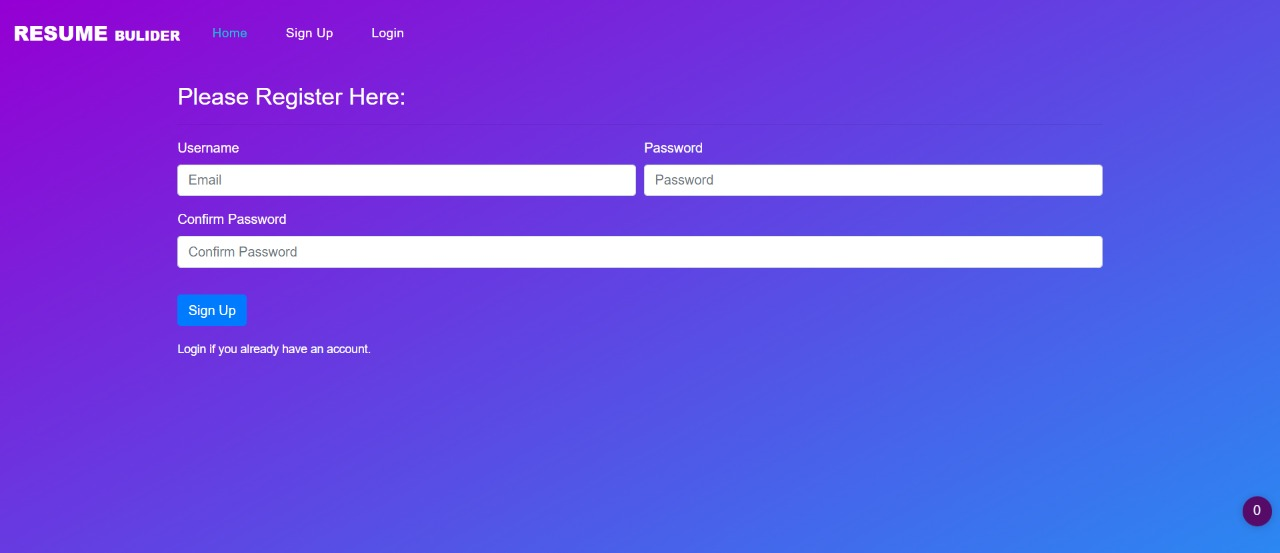 RESUME BULIDER Home Sign Up Login
Please Register Here:
Username Password
Email Password
Confirm Password
Confirm Password
Sign Up
Login if you already have an account.
0